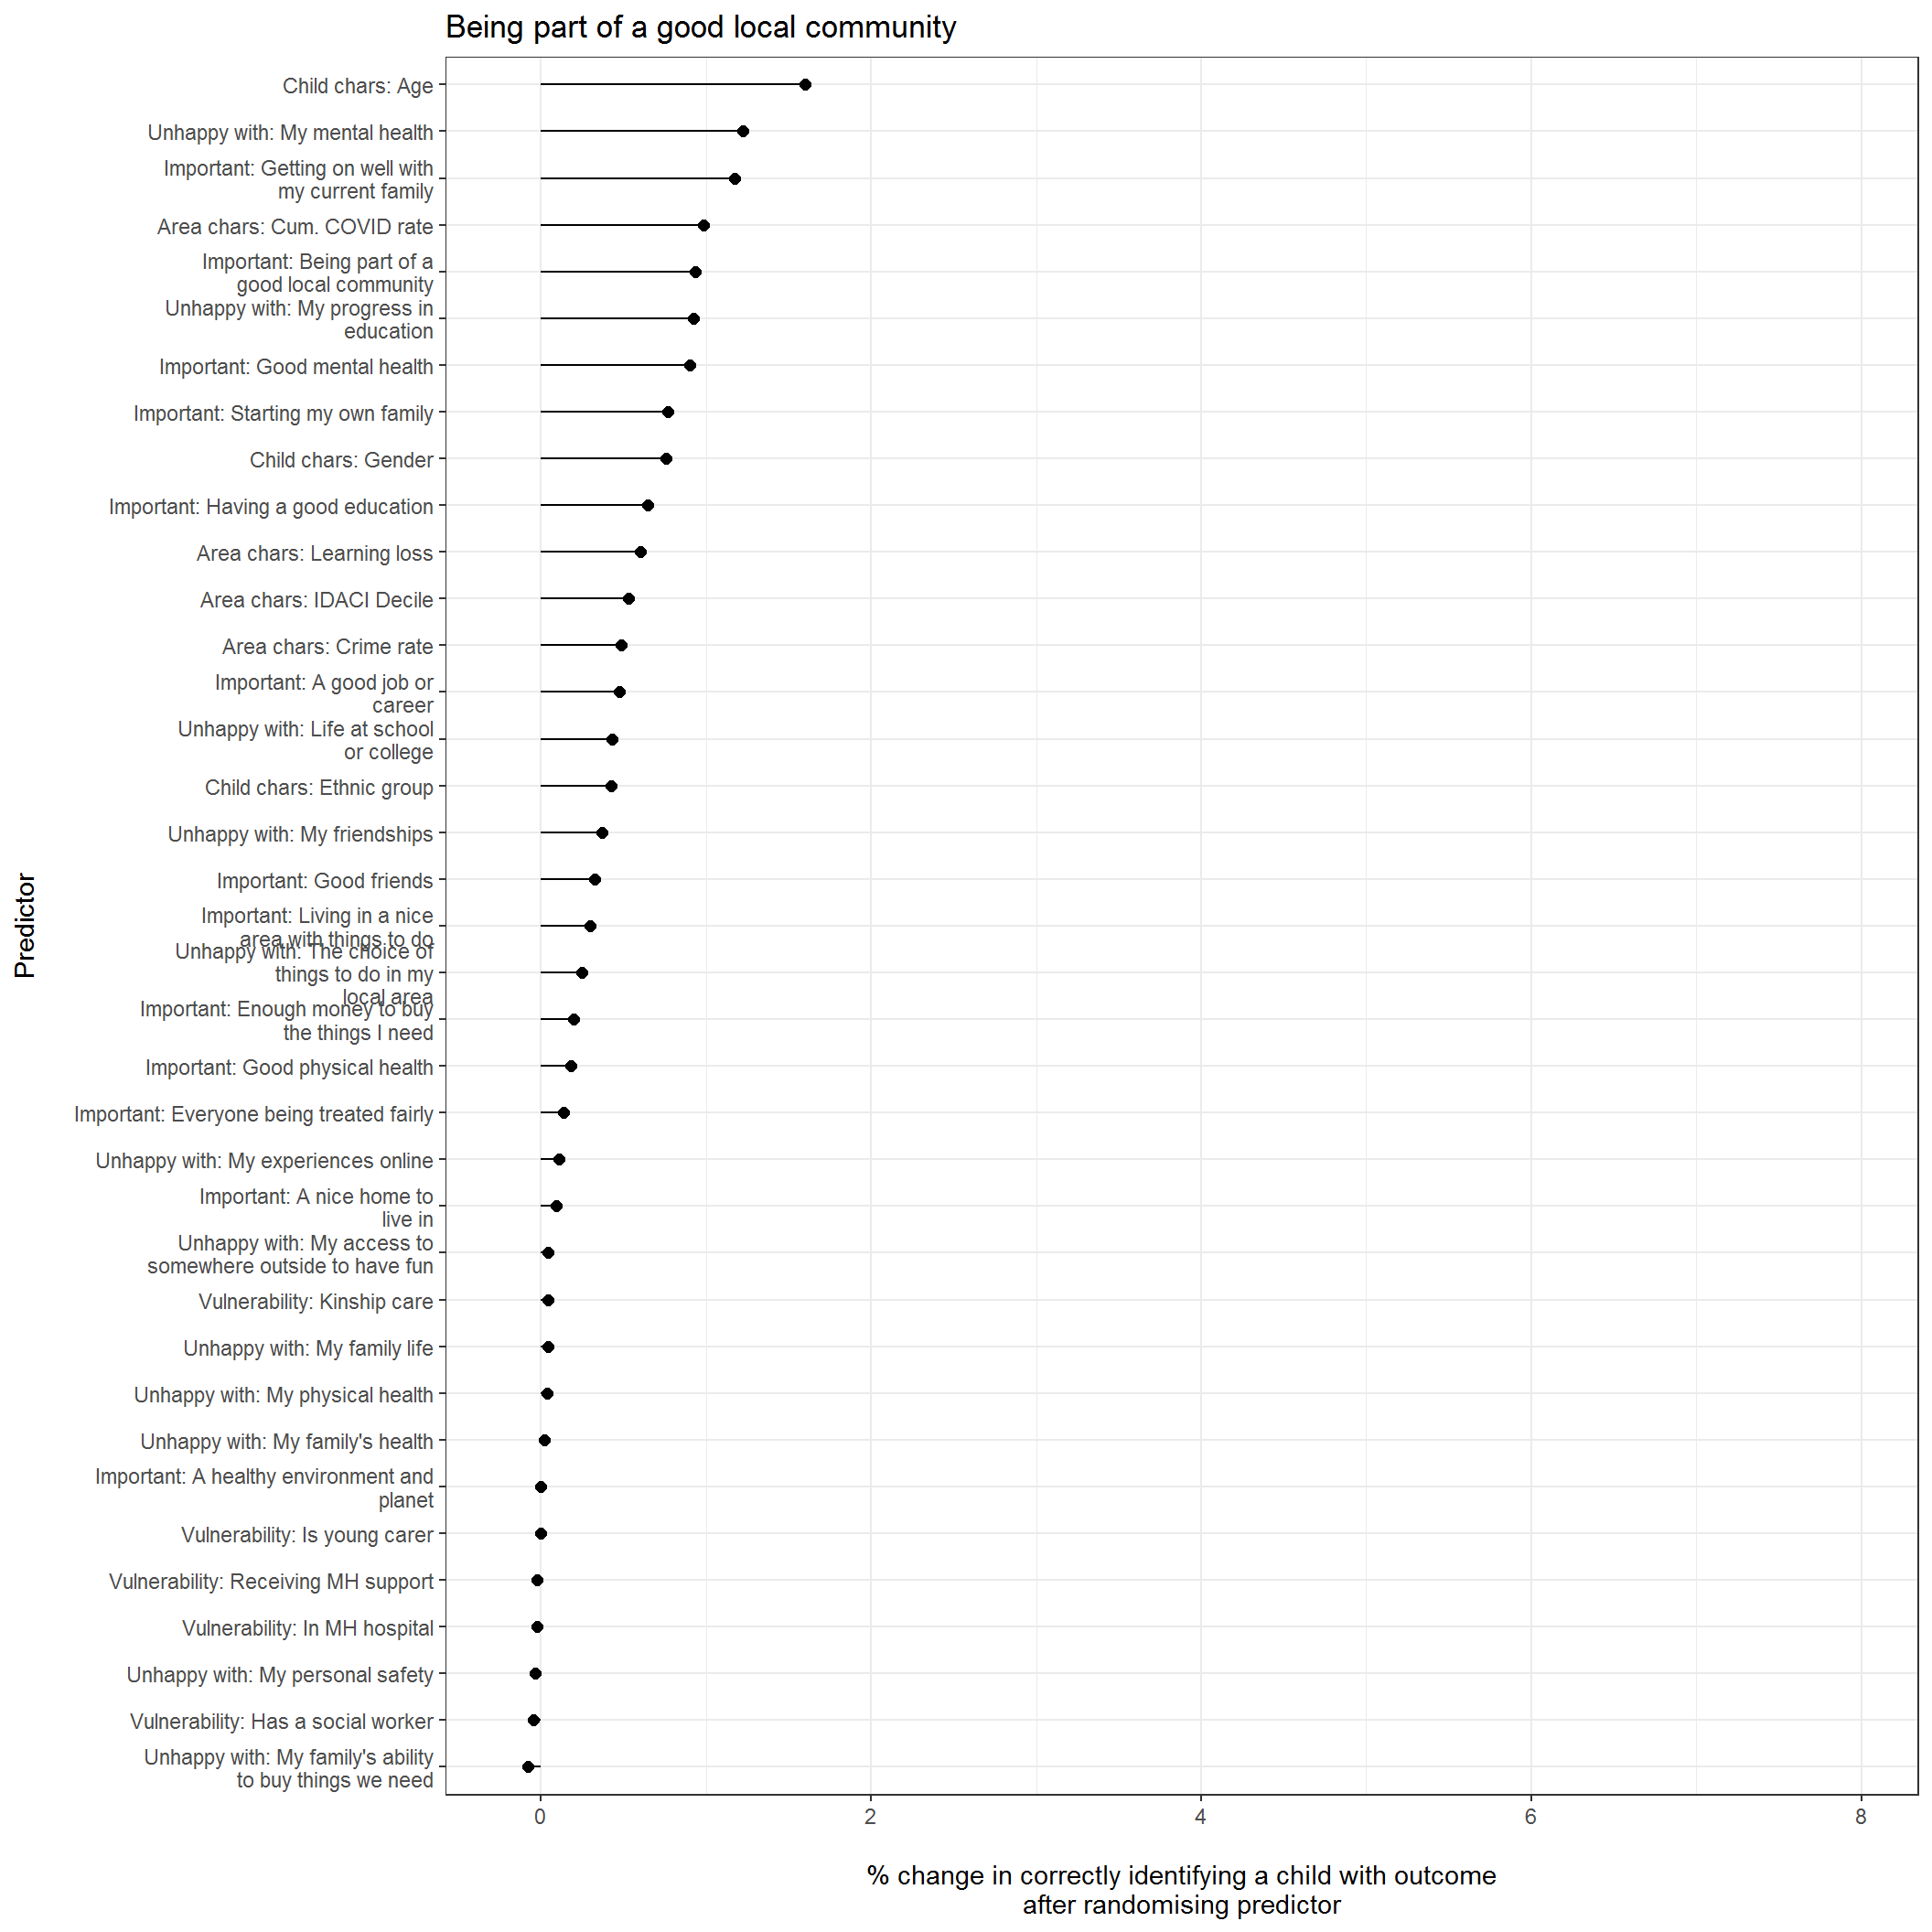 Being part of a good local community
Child chars: Age
Unhappy with: My mental health
Important: Getting on well with
my current family
Area chars: Cum. COVID rate
Important: Being part of a
good local community
Unhappy with: My progress in
education
Important: Good mental health
Important: Starting my own family
Child chars: Gender
Important: Having a good education
Area chars: Learning loss
Area chars: IDACI Decile
Area chars: Crime rate
Important: A good job or
career
Unhappy with: Life at school
or college
Child chars: Ethnic group
Unhappy with: My friendships
Important: Good friends
Important: Living in a nice
area with things to do
Unhappy with: The choice of
things to do in my
local area
Important: Enough money to buy
the things I need
Important: Good physical health
Important: Everyone being treated fairly
Unhappy with: My experiences online
Important: A nice home to
live in
Unhappy with: My access to
somewhere outside to have fun
Vulnerability: Kinship care
Unhappy with: My family life
Unhappy with: My physical health
Unhappy with: My family's health
Important: A healthy environment and
planet
Vulnerability: Is young carer
Vulnerability: Receiving MH support
Vulnerability: In MH hospital
Unhappy with: My personal safety
Vulnerability: Has a social worker
Unhappy with: My family's ability
to buy things we need
Predictor
0 2 4 6 8
% change in correctly identifying a child with outcome
after randomising predictor